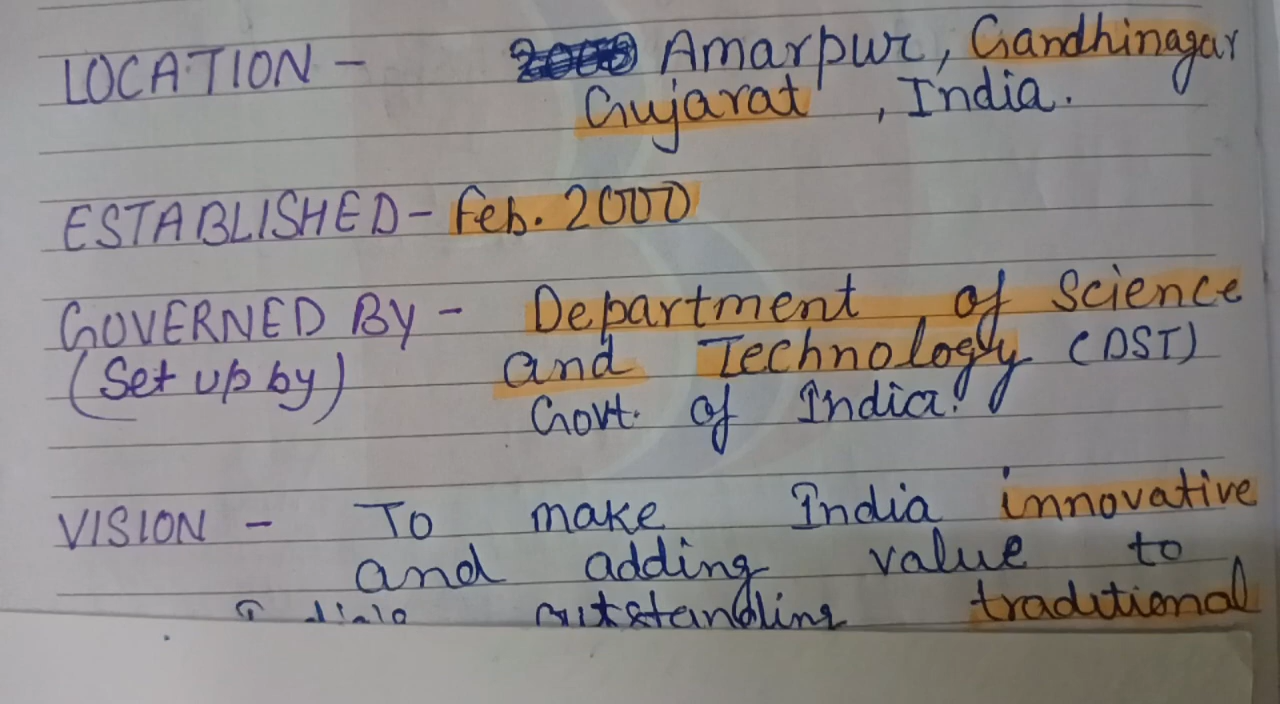 LOCATION - Amarpur, Gandhinagar
Gujarat, India.
ESTABLISHED - Feb. 2000
GOVERNED BY - Department of Science
(Set up by) and Technology (DST)
Govt. of India.
VISION - To make India innovative
and adding value to
outstanding traditional